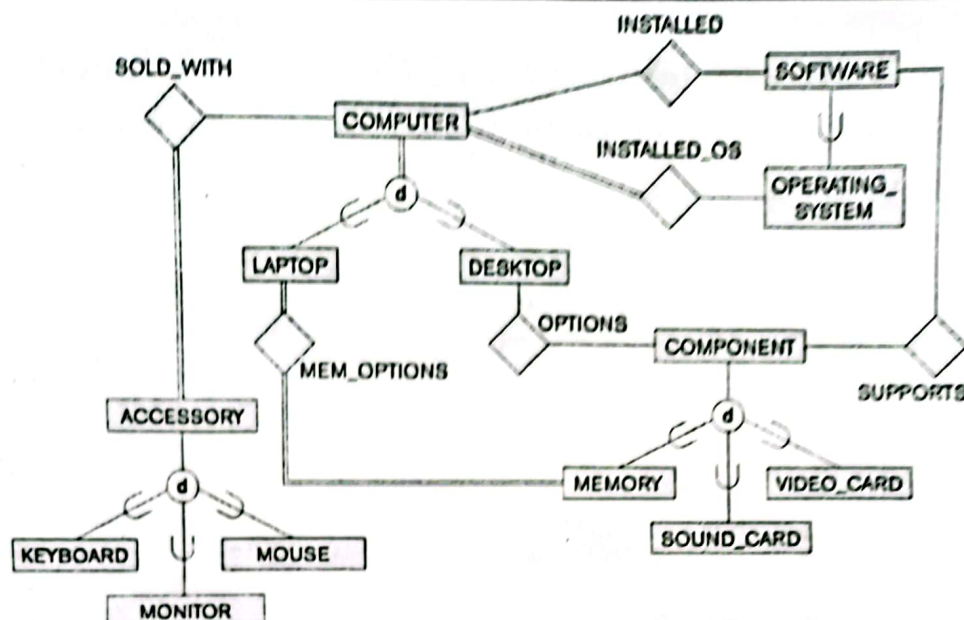 INSTALLED
SOLD_WITH
SOFTWARE
COMPUTER
INSTALLED_OS
OPERATING_
SYSTEM
d
LAPTOP
DESKTOP
OPTIONS
COMPONENT
MEM_OPTIONS
SUPPORTS
ACCESSORY
d
d
MEMORY
VIDEO_CARD
KEYBOARD
MOUSE
SOUND_CARD
MONITOR